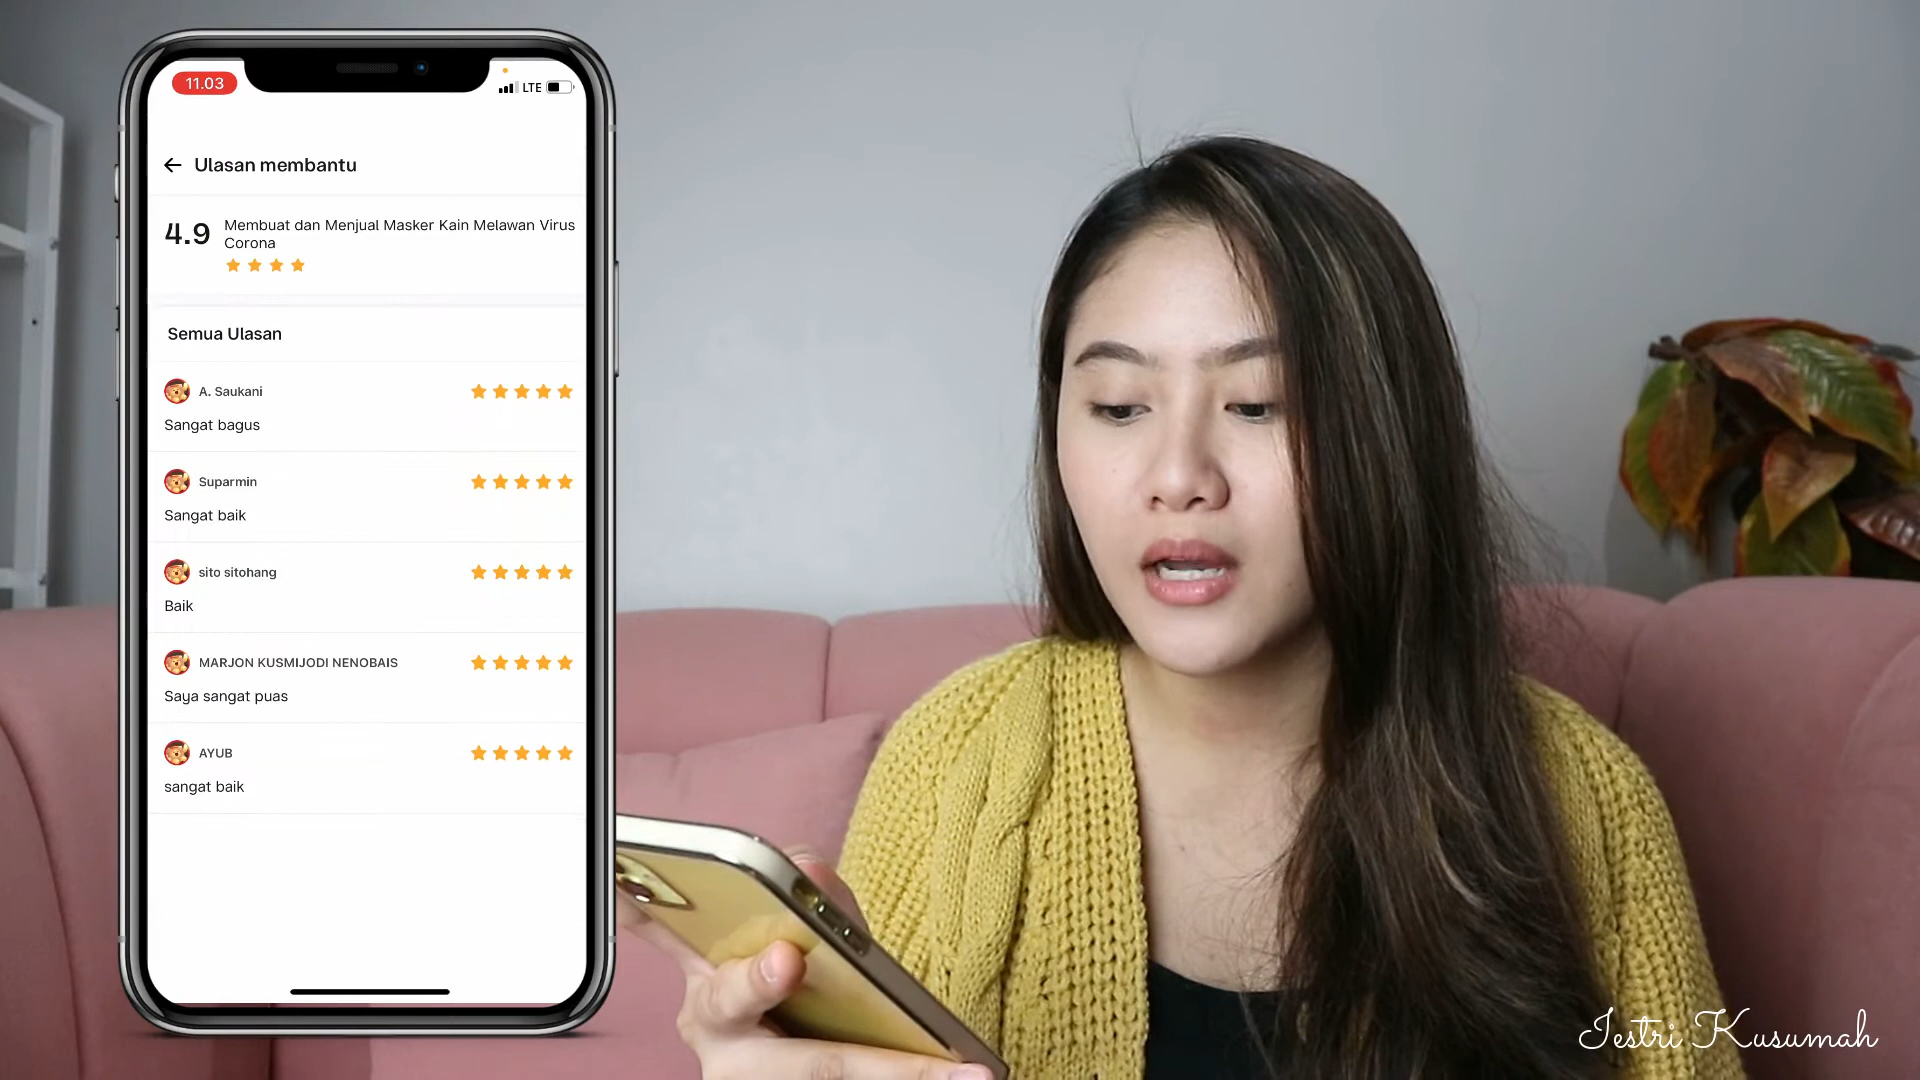 11.03
LTE
Ulasan membantu
4.9
Membuat dan Menjual Masker Kain Melawan Virus
Corona
Semua Ulasan
A. Saukani
Sangat bagus
Suparmin
Sangat baik
sito sitohang
Baik
MARJON KUSMIJODI NENOBAIS
Saya sangat puas
AYUB
sangat baik
Jestri Kusumah